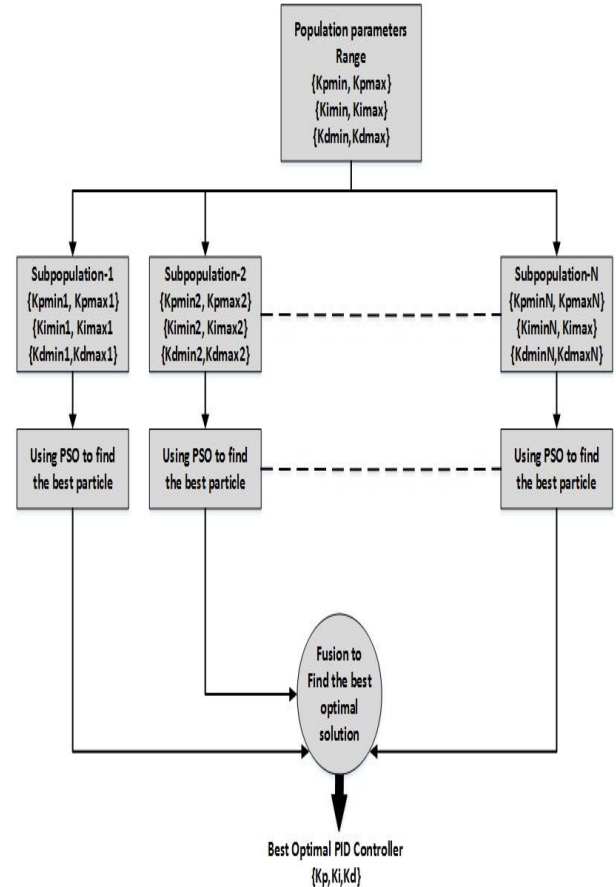 Population parameters
Range
{Kpmin, Kpmax}
{Kimin, Kimax}
{Kdmin,Kdmax}
Subpopulation-1
{Kpmin1, Kpmax1}
{Kimin1, Kimax1
{Kdmin1,Kdmax1}
Subpopulation-2
{Kpmin2, Kpmax2}
{Kimin2, Kimax2}
{Kdmin2,Kdmax2}
Subpopulation-N
{KpminN, KpmaxN}
{KiminN, Kimax}
{KdminN,KdmaxN}
Using PSO to find
the best particle
Using PSO to find
the best particle
Using PSO to find
the best particle
Fusion to
Find the best
optimal
solution
Best Optimal PID Controller
{Kp,Ki,Kd}